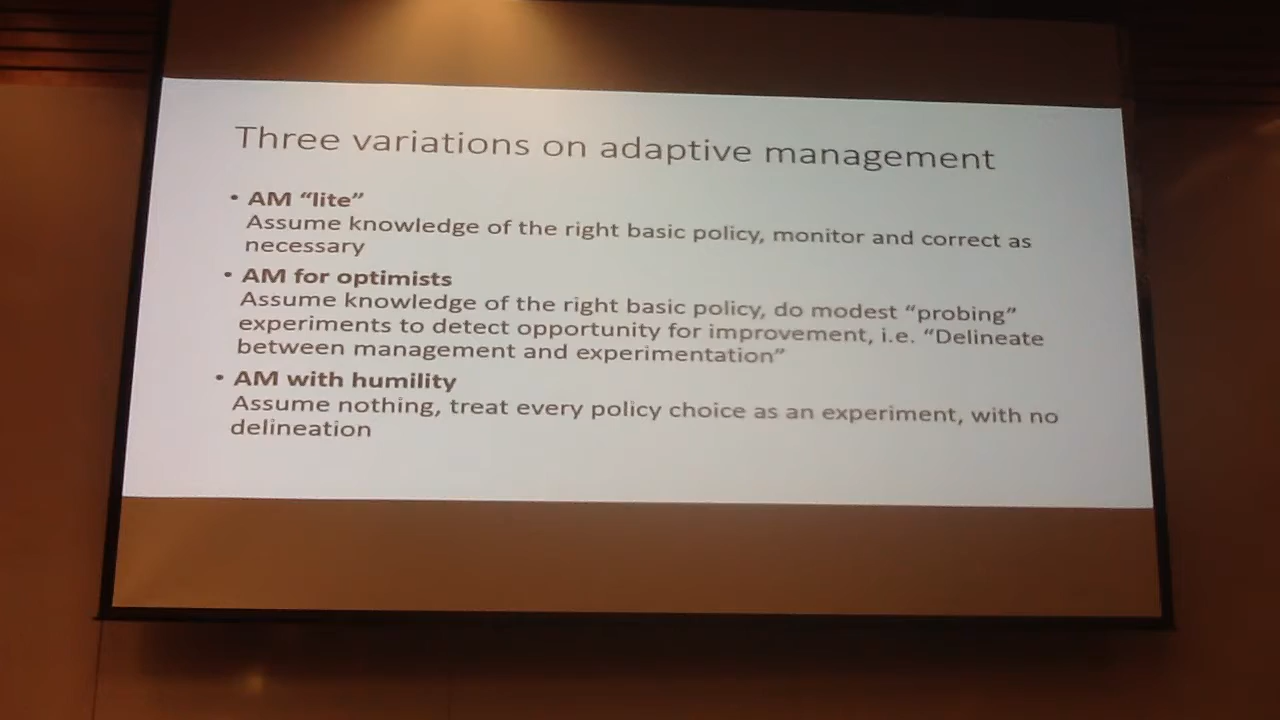 Three variations on adaptive management
• AM “lite”
Assume knowledge of the right basic policy, monitor and correct as
necessary
• AM for optimists
Assume knowledge of the right basic policy, do modest “probing”
experiments to detect opportunity for improvement, i.e. “Delineate
between management and experimentation”
• AM with humility
Assume nothing, treat every policy choice as an experiment, with no
delineation